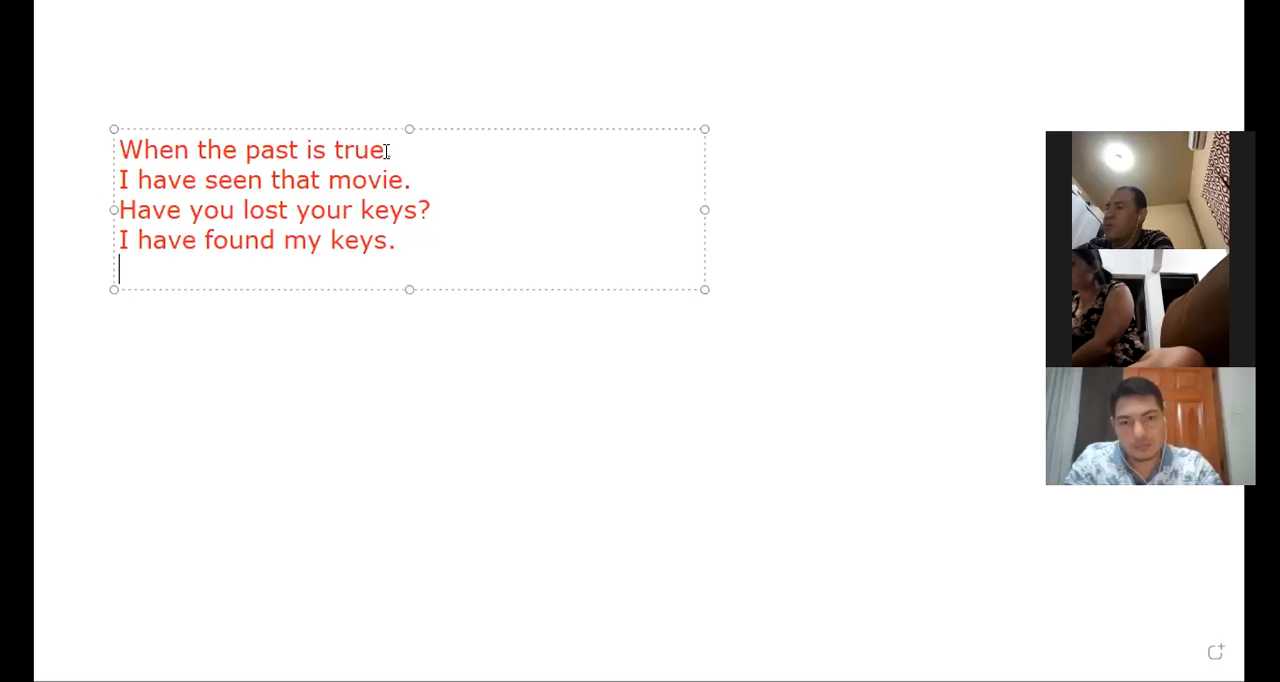 When the past is true.
I have seen that movie.
Have you lost your keys?
I have found my keys.